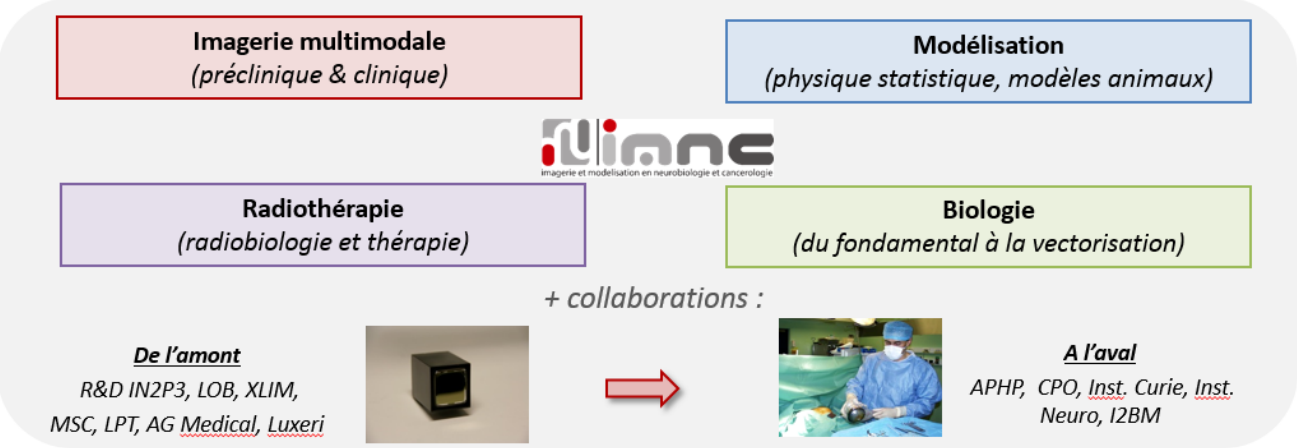 Imagerie multimodale
(préclinique & clinique)
Modélisation
(physique statistique, modèles animaux)
imnc
imagerie et modelisation en neurobiologie et cancerologie
Radiothérapie
(radiobiologie et thérapie)
Biologie
(du fondamental à la vectorisation)
+ collaborations :
De l’amont
R&D IN2P3, LOB, XLIM,
MSC, LPT, AG Medical, Luxeri
A l’aval
APHP, CPO, Inst. Curie, Inst.
Neuro, I2BM